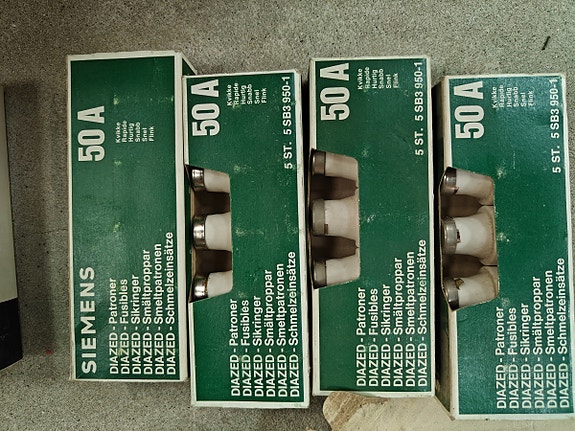 SIEMENS
50 A
Kvikke
Rapide
Hurtig
Snabb
Snel
Flink
DIAZED - Patroner
DIAZED - Fusibles
DIAZED - Sikringer
DIAZED - Smältproppar
DIAZED - Smeltpatronen
DIAZED - Schmelzeinsätze
50 A
Kvikke
Rapide
Hurtig
Snabb
Snel
Flink
5 ST. 5 SB3 950-1
DIAZED - Patroner
DIAZED - Fusibles
DIAZED - Sikringer
DIAZED - Smältproppar
DIAZED - Smeltpatronen
DIAZED - Schmelzeinsätze
50 A
Kvikke
Rapide
Hurtig
Snabb
Snel
Flink
5 ST. 5 SB3 950-1
DIAZED - Patroner
DIAZED - Fusibles
DIAZED - Sikringer
DIAZED - Smältproppar
DIAZED - Smeltpatronen
DIAZED - Schmelzeinsätze
50 A
Kvikke
Rapide
Hurtig
Snabb
Snel
Flink
5 ST. 5 SB3 950-1
DIAZED - Patroner
DIAZED - Fusibles
DIAZED - Sikringer
DIAZED - Smältproppar
DIAZED - Smeltpatronen
DIAZED - Schmelzeinsätze